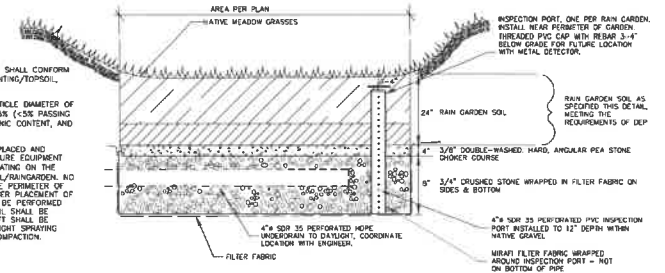 AREA PER PLAN
NATIVE MEADOW GRASSES
INSPECTION PORT, ONE PER RAIN GARDEN.
INSTALL NEAR PERIMETER OF GARDEN.
THREADED PVC CAP WITH REBAR 3"-4"
BELOW GRADE FOR FUTURE LOCATION
WITH METAL DETECTOR.
SHALL CONFORM
NTING/TOPSOIL,
TICLE DIAMETER OF
(<5% PASSING
NIC CONTENT, AND
PLACED AND
URE EQUIPMENT
ATING ON THE
L/RAINGARDEN. NO
E PERIMETER OF
ER PLACEMENT OF
BE PERFORMED
IL SHALL BE
T SHALL BE
IGHT SPRAYING
OMPACTION.
24" RAIN GARDEN SOIL
RAIN GARDEN SOIL AS
SPECIFIED THIS DETAIL,
MEETING THE
REQUIREMENTS OF DEP
4" 3/8" DOUBLE-WASHED, HARD, ANGULAR PEA STONE
CHOKER COURSE
3/4" CRUSHED STONE WRAPPED IN FILTER FABRIC ON
SIDES & BOTTOM
4"ø SDR 35 PERFORATED HDPE
UNDERDRAIN TO DAYLIGHT, COORDINATE
LOCATION WITH ENGINEER.
FILTER FABRIC
4"ø SDR 35 PERFORATED PVC INSPECTION
PORT INSTALLED TO 12" DEPTH WITHIN
NATIVE GRAVEL
MIRAFI FILTER FABRIC WRAPPED
AROUND INSPECTION PORT - NOT
ON BOTTOM OF PIPE